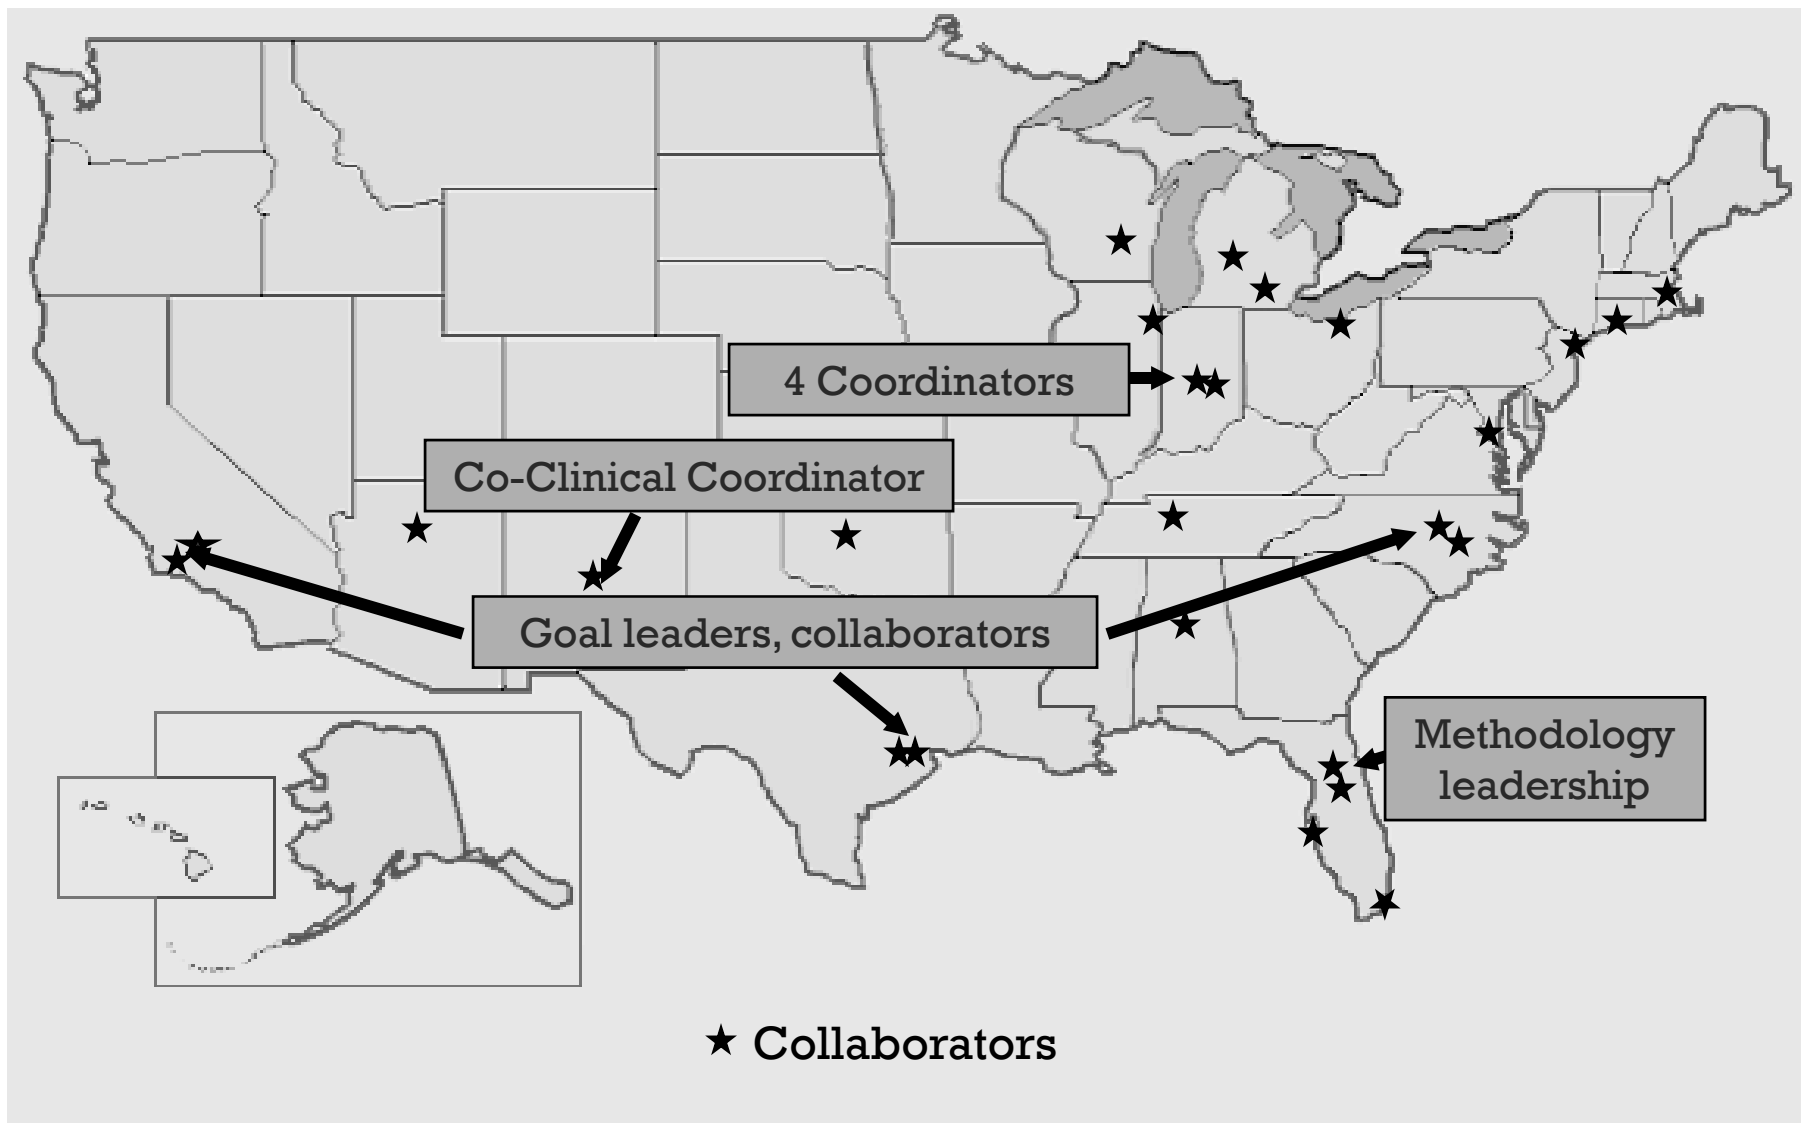 4 Coordinators
Co-Clinical Coordinator
Goal leaders, collaborators
Methodology
leadership
Collaborators